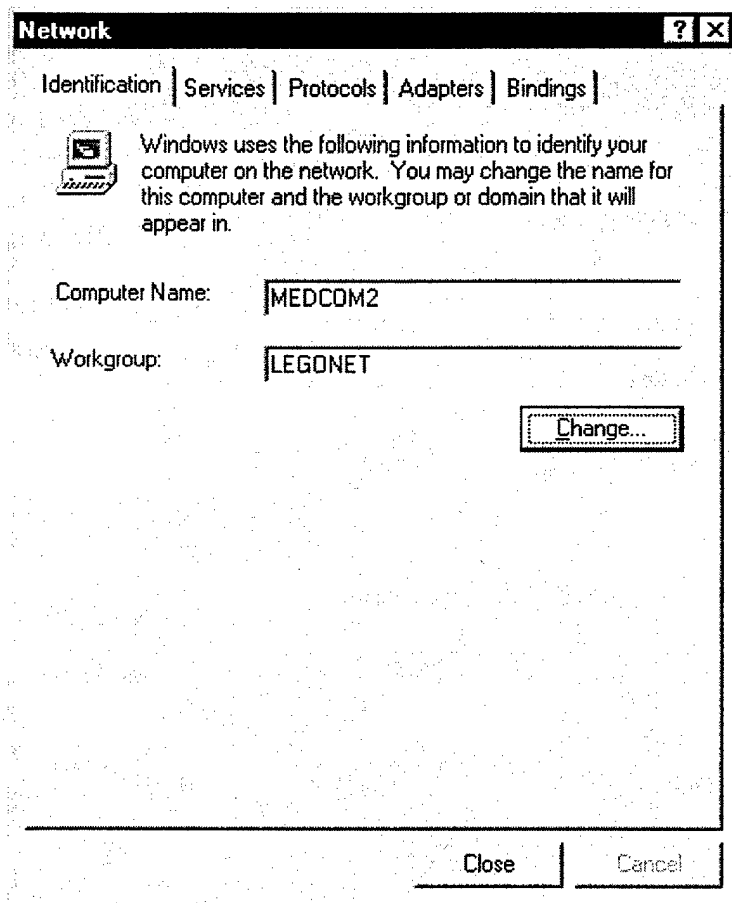 Network
Identification Services Protocols Adapters Bindings
Windows uses the following information to identify your
computer on the network. You may change the name for
this computer and the workgroup or domain that it will
appear in.
Computer Name: MEDCOM2
Workgroup: LEGONET
Change...
Close Cancel